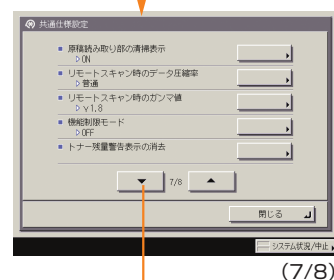 共通仕様設定
原稿読み取り部の清掃表示
ON
リモートスキャン時のデータ圧縮率
普通
リモートスキャン時のガンマ値
γ1.8
機能制限モード
OFF
トナー残量警告表示の消去
7/8
閉じる
システム状況/中止
(7/8)